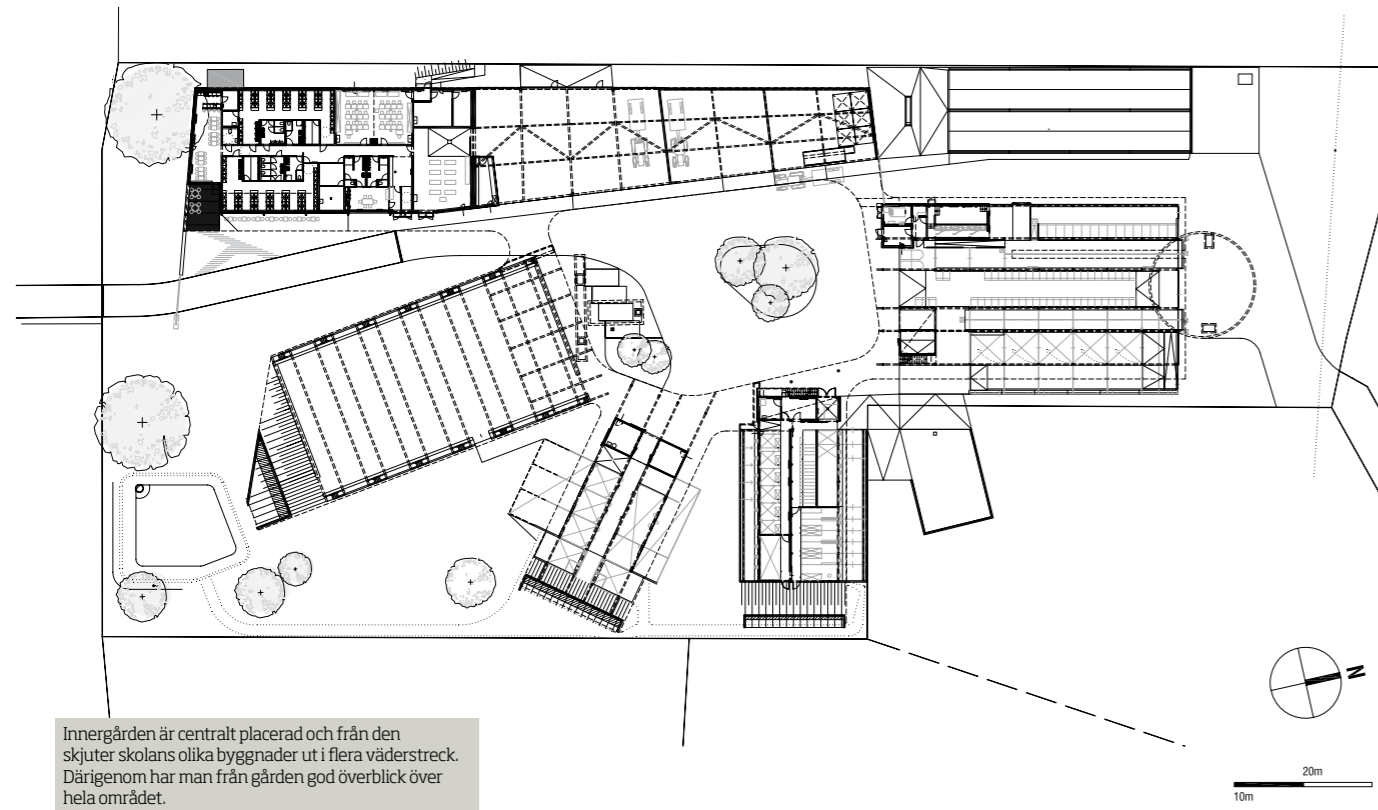 N
20m
10m
Innergården är centralt placerad och från den
skjuter skolans olika byggnader ut i flera väderstreck.
Därigenom har man från gården god överblick över
hela området.